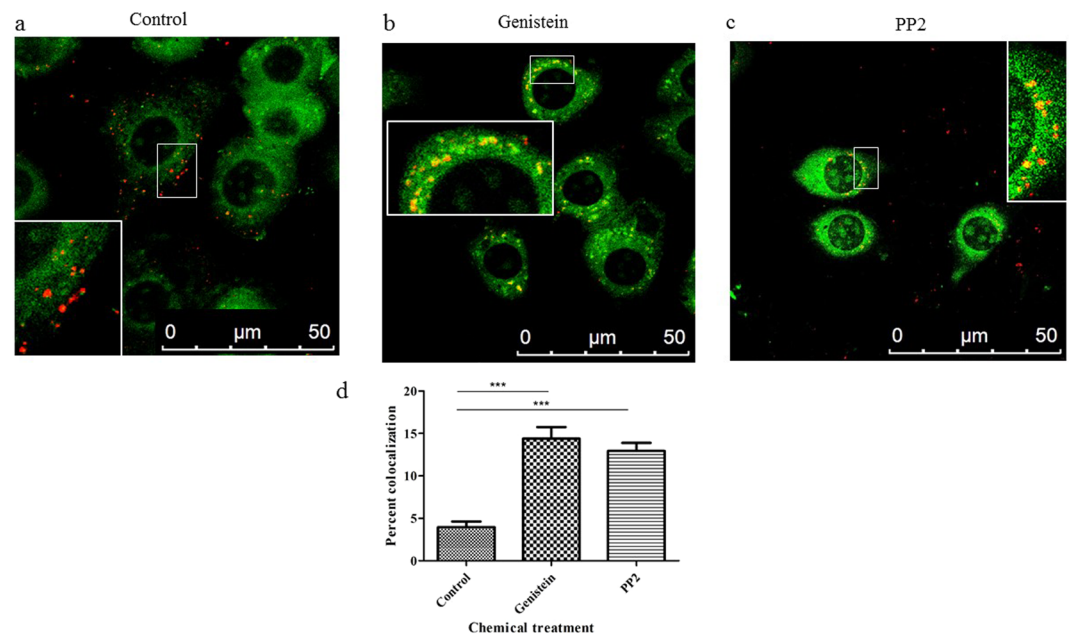 a
Control
b
Genistein
c
PP2
0 µm 50
0 µm 50
0 µm 50
d
***
***
20
15
10
5
0
Percent colocalization
Control
Genistein
PP2
Chemical treatment